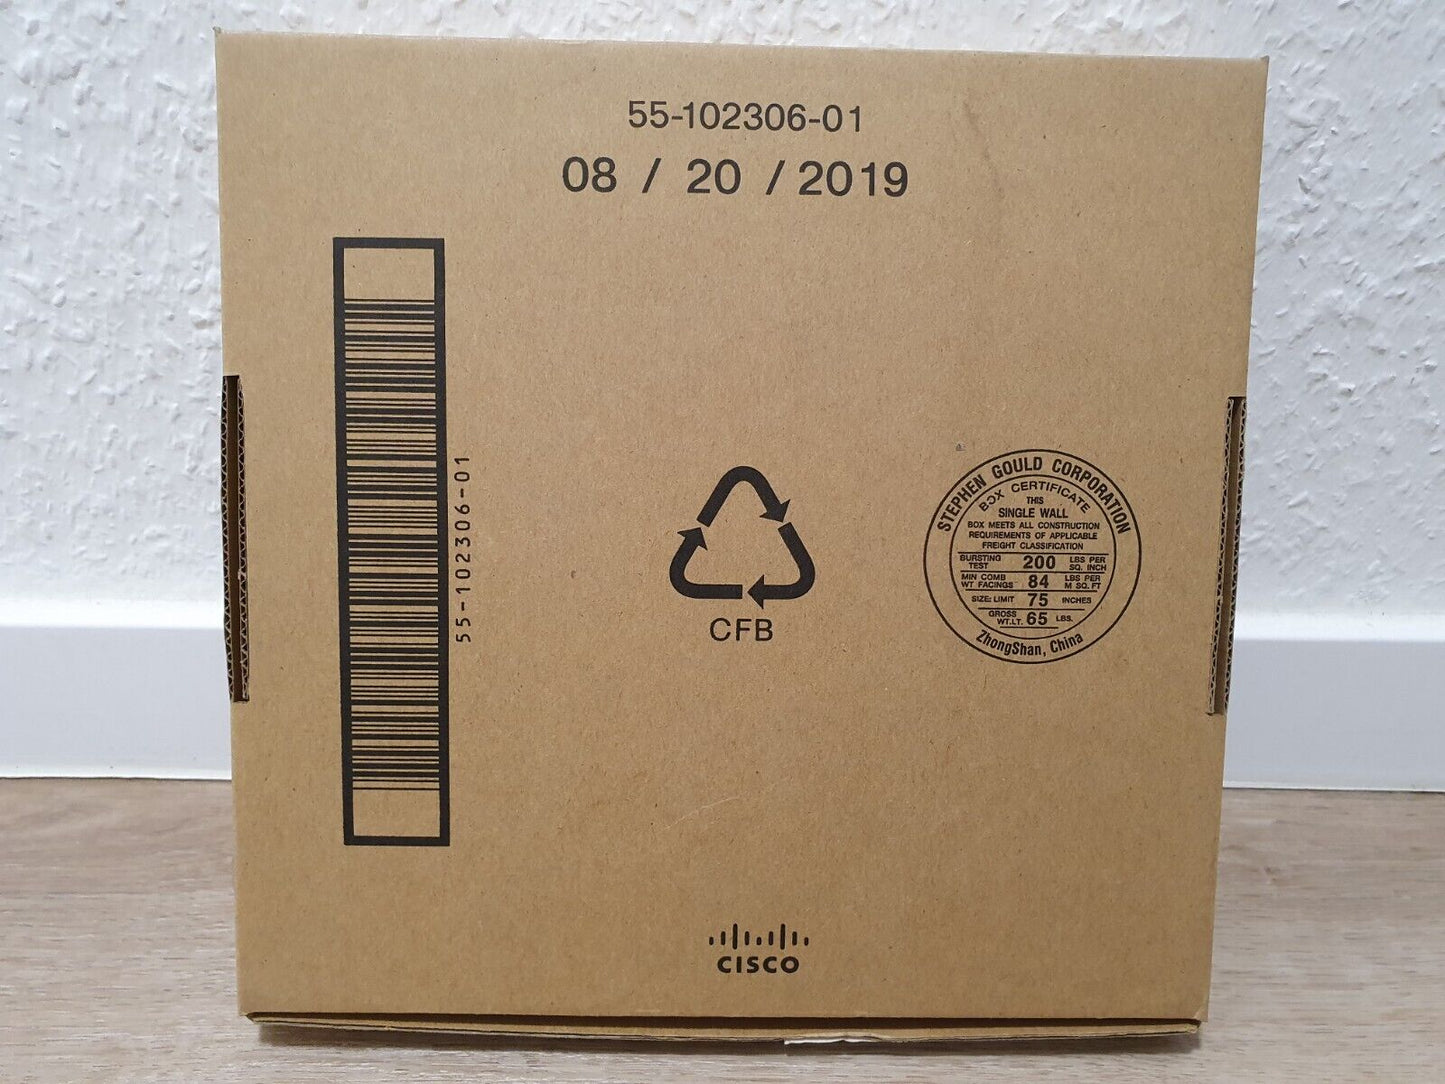 55-102306-01
08 / 20 / 2019
55-102306-01
CFB
STEPHEN GOULD CORPORATION
BOX CERTIFICATE
THIS
SINGLE WALL
BOX MEETS ALL CONSTRUCTION
REQUIREMENTS OF APPLICABLE
FREIGHT CLASSIFICATION
BURSTING TEST 200 LBS PER SQ. INCH
MIN COMB WT FACINGS 84 LBS PER M SQ. FT
SIZE: LIMIT 75 INCHES
GROSS WT.LT. 65 LBS.
ZhongShan, China
CISCO